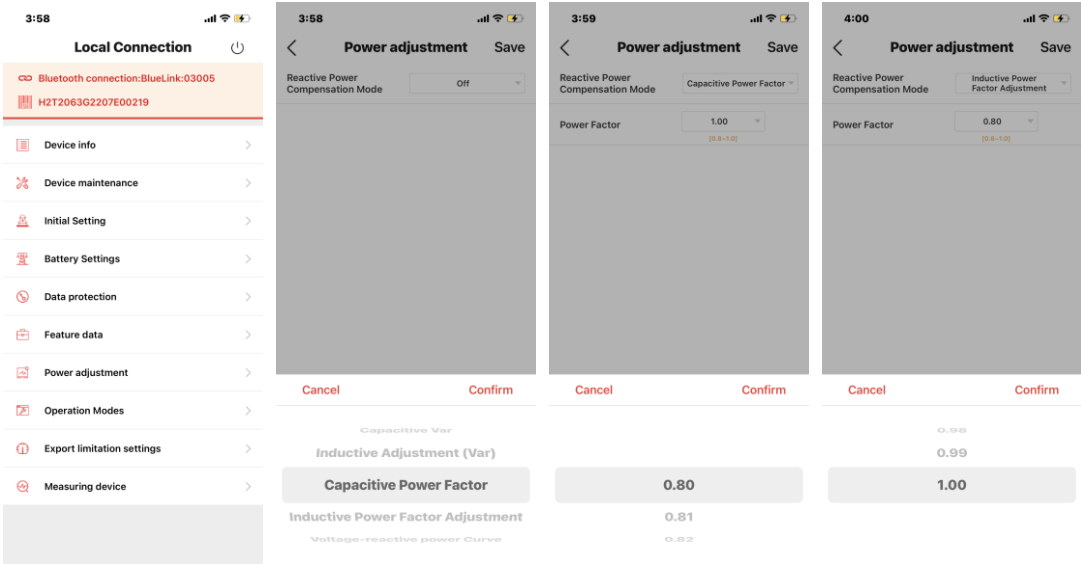 3:58
Local Connection
Bluetooth connection:BlueLink:03005
H2T2063G2207E00219
Device info
Device maintenance
Initial Setting
Battery Settings
Data protection
Feature data
Power adjustment
Operation Modes
Export limitation settings
Measuring device
3:58
Power adjustment Save
Reactive Power
Compensation Mode
Off
Cancel Confirm
Capacitive Var
Inductive Adjustment (Var)
Capacitive Power Factor
Inductive Power Factor Adjustment
Voltage-reactive power Curve
3:59
Power adjustment Save
Reactive Power
Compensation Mode
Capacitive Power Factor
Power Factor
1.00
[0.8~1.0]
Cancel Confirm
0.80
0.81
0.82
4:00
Power adjustment Save
Reactive Power
Compensation Mode
Inductive Power
Factor Adjustment
Power Factor
0.80
[0.8~1.0]
Cancel Confirm
0.98
0.99
1.00